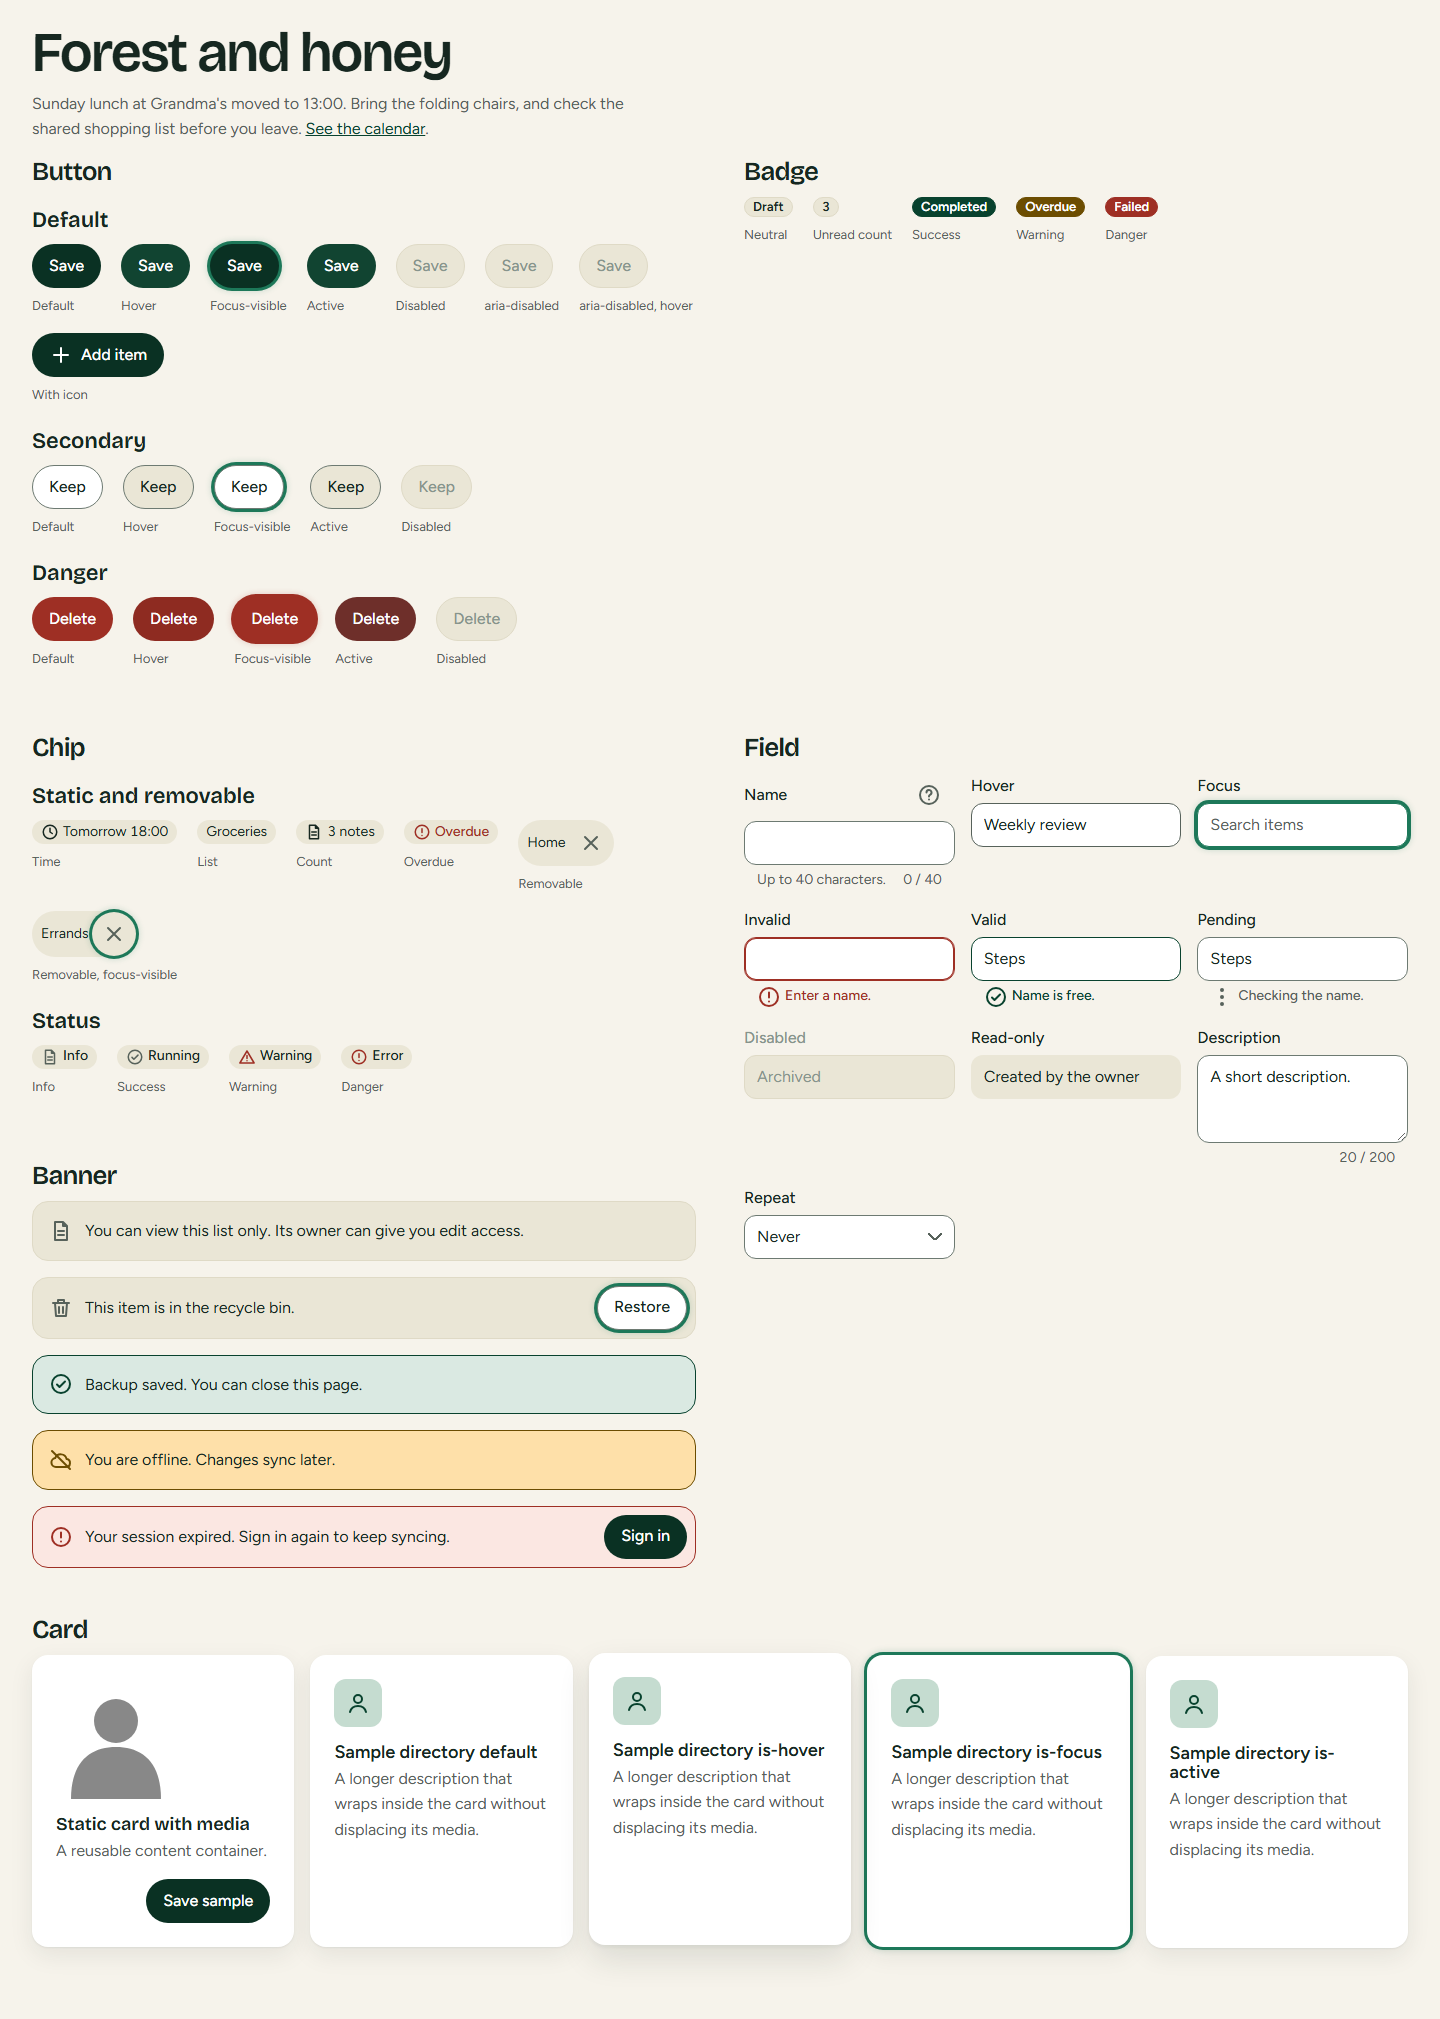 Forest and honey
Sunday lunch at Grandma's moved to 13:00. Bring the folding chairs, and check the
shared shopping list before you leave. See the calendar.
Button
Default
Save Save Save Save Save Save Save
Default Hover Focus-visible Active Disabled aria-disabled aria-disabled, hover
Add item
With icon
Secondary
Keep Keep Keep Keep Keep
Default Hover Focus-visible Active Disabled
Danger
Delete Delete Delete Delete Delete
Default Hover Focus-visible Active Disabled
Badge
Draft 3 Completed Overdue Failed
Neutral Unread count Success Warning Danger
Chip
Static and removable
Tomorrow 18:00 Groceries 3 notes Overdue Home
Time List Count Overdue
Removable
Errands
Removable, focus-visible
Status
Info Running Warning Error
Info Success Warning Danger
Field
Name Hover Focus
Weekly review Search items
Up to 40 characters. 0 / 40
Invalid Valid Pending
Steps Steps
Enter a name. Name is free. Checking the name.
Disabled Read-only Description
Archived Created by the owner A short description.
20 / 200
Repeat
Never
Banner
You can view this list only. Its owner can give you edit access.
This item is in the recycle bin. Restore
Backup saved. You can close this page.
You are offline. Changes sync later.
Your session expired. Sign in again to keep syncing. Sign in
Card
Static card with media
A reusable content container.
Save sample
Sample directory default
A longer description that
wraps inside the card without
displacing its media.
Sample directory is-hover
A longer description that
wraps inside the card without
displacing its media.
Sample directory is-focus
A longer description that
wraps inside the card without
displacing its media.
Sample directory is-
active
A longer description that
wraps inside the card without
displacing its media.